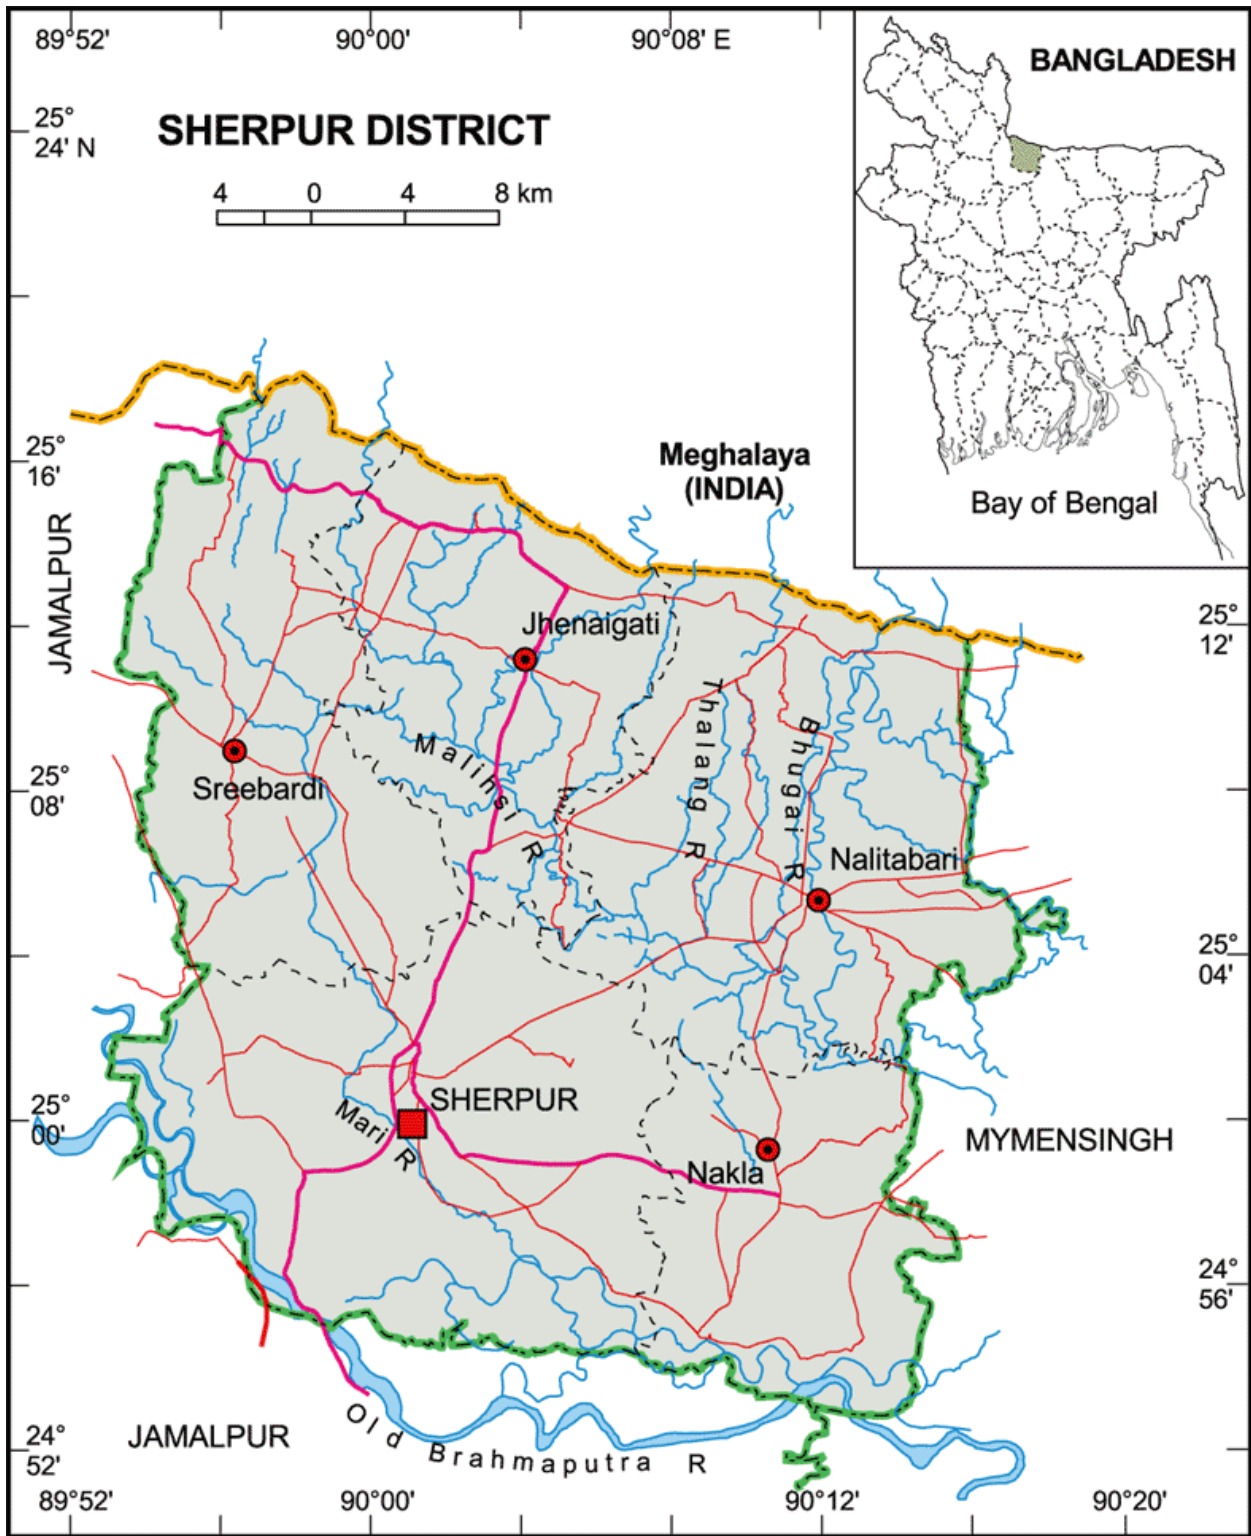 89°52' 90°00' 90°08' E
BANGLADESH
25°
24' N
SHERPUR DISTRICT
4 0 4 8 km
Meghalaya
(INDIA)
Bay of Bengal
25°
16'
JAMALPUR
Jhenaigati
25°
12'
Thalang R
Bhugai R
Malihsi R
Sreebardi
25°
08'
Nalitabari
25°
04'
SHERPUR
25°
00'
Mari R
MYMENSINGH
Nakla
24°
56'
JAMALPUR
Old Brahmaputra R
24°
52'
89°52' 90°00' 90°12' 90°20'